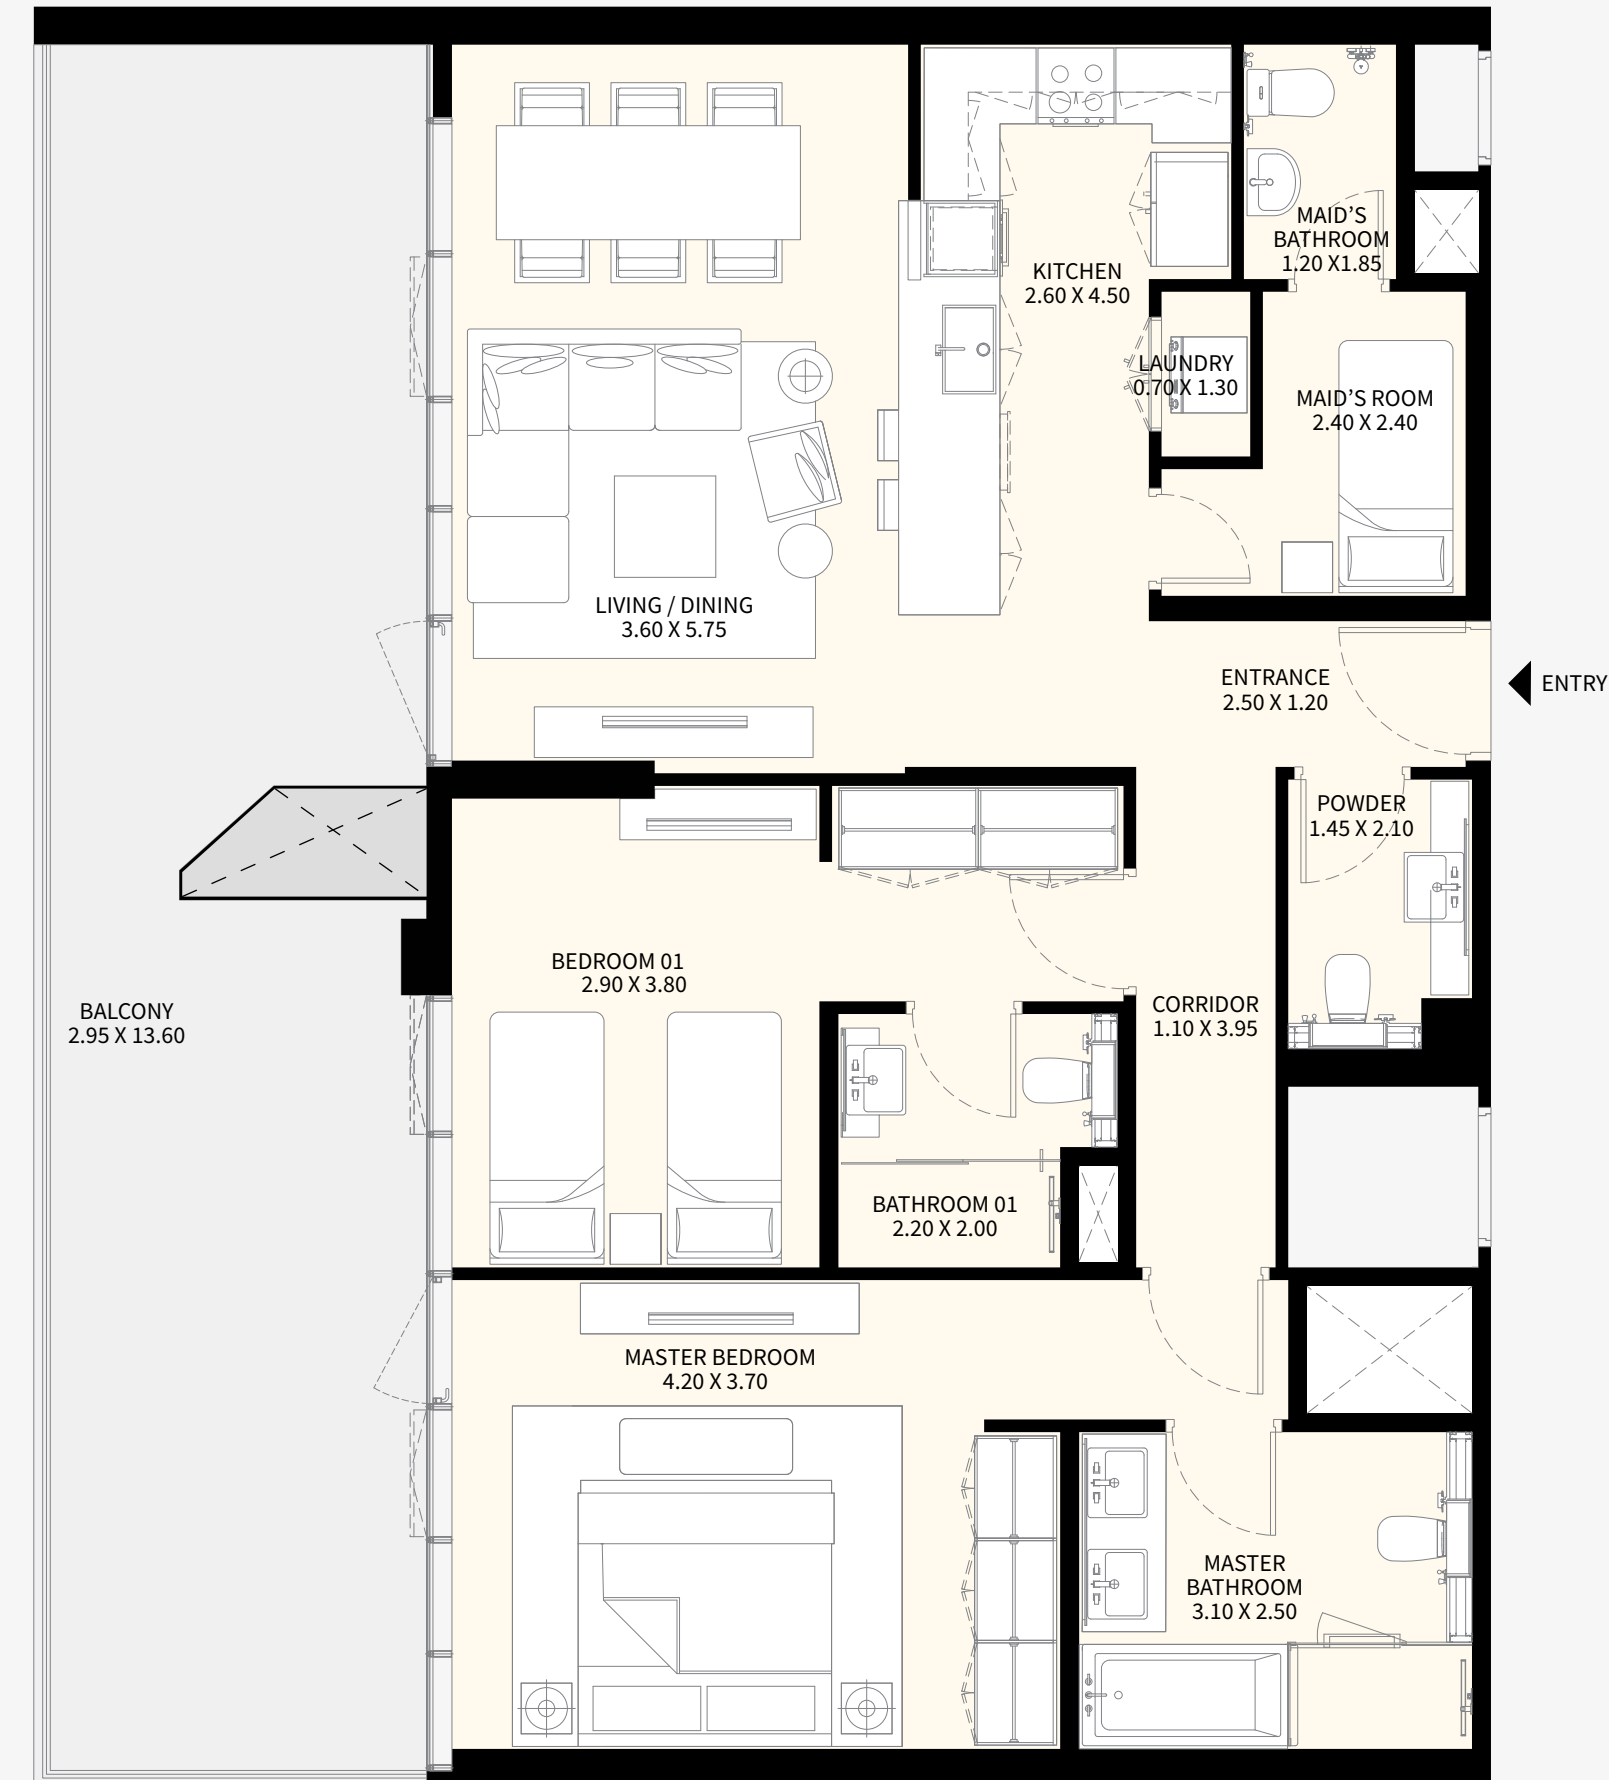 MAID’S
BATHROOM
1.20 X1.85
KITCHEN
2.60 X 4.50
LAUNDRY
0.70 X 1.30
MAID’S ROOM
2.40 X 2.40
LIVING / DINING
3.60 X 5.75
ENTRANCE
2.50 X 1.20
ENTRY
POWDER
1.45 X 2.10
BEDROOM 01
2.90 X 3.80
BALCONY
2.95 X 13.60
CORRIDOR
1.10 X 3.95
BATHROOM 01
2.20 X 2.00
MASTER BEDROOM
4.20 X 3.70
MASTER
BATHROOM
3.10 X 2.50